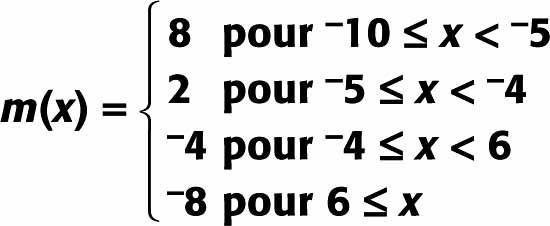 8 pour ⁻10 ≤ x < ⁻5
2 pour ⁻5 ≤ x < ⁻4
m(x) =
⁻4 pour ⁻4 ≤ x < 6
⁻8 pour 6 ≤ x